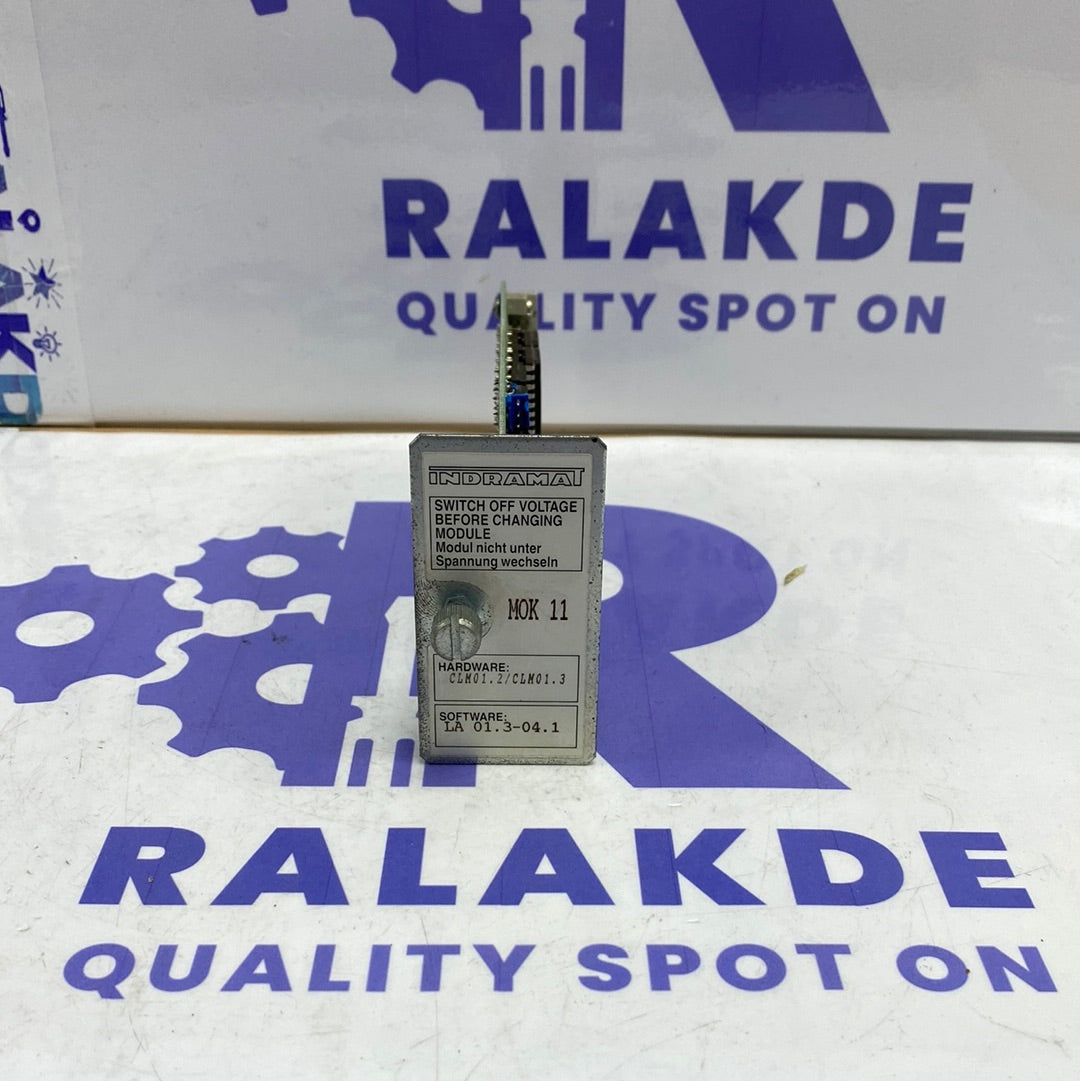 RALAKDE
QUALITY SPOT ON
INDRAMAT
SWITCH OFF VOLTAGE
BEFORE CHANGING
MODULE
Modul nicht unter
Spannung wechseln
MOK 11
HARDWARE:
CLM01.2/CLM01.3
SOFTWARE:
LA 01.3-04.1
RALAKDE
QUALITY SPOT ON